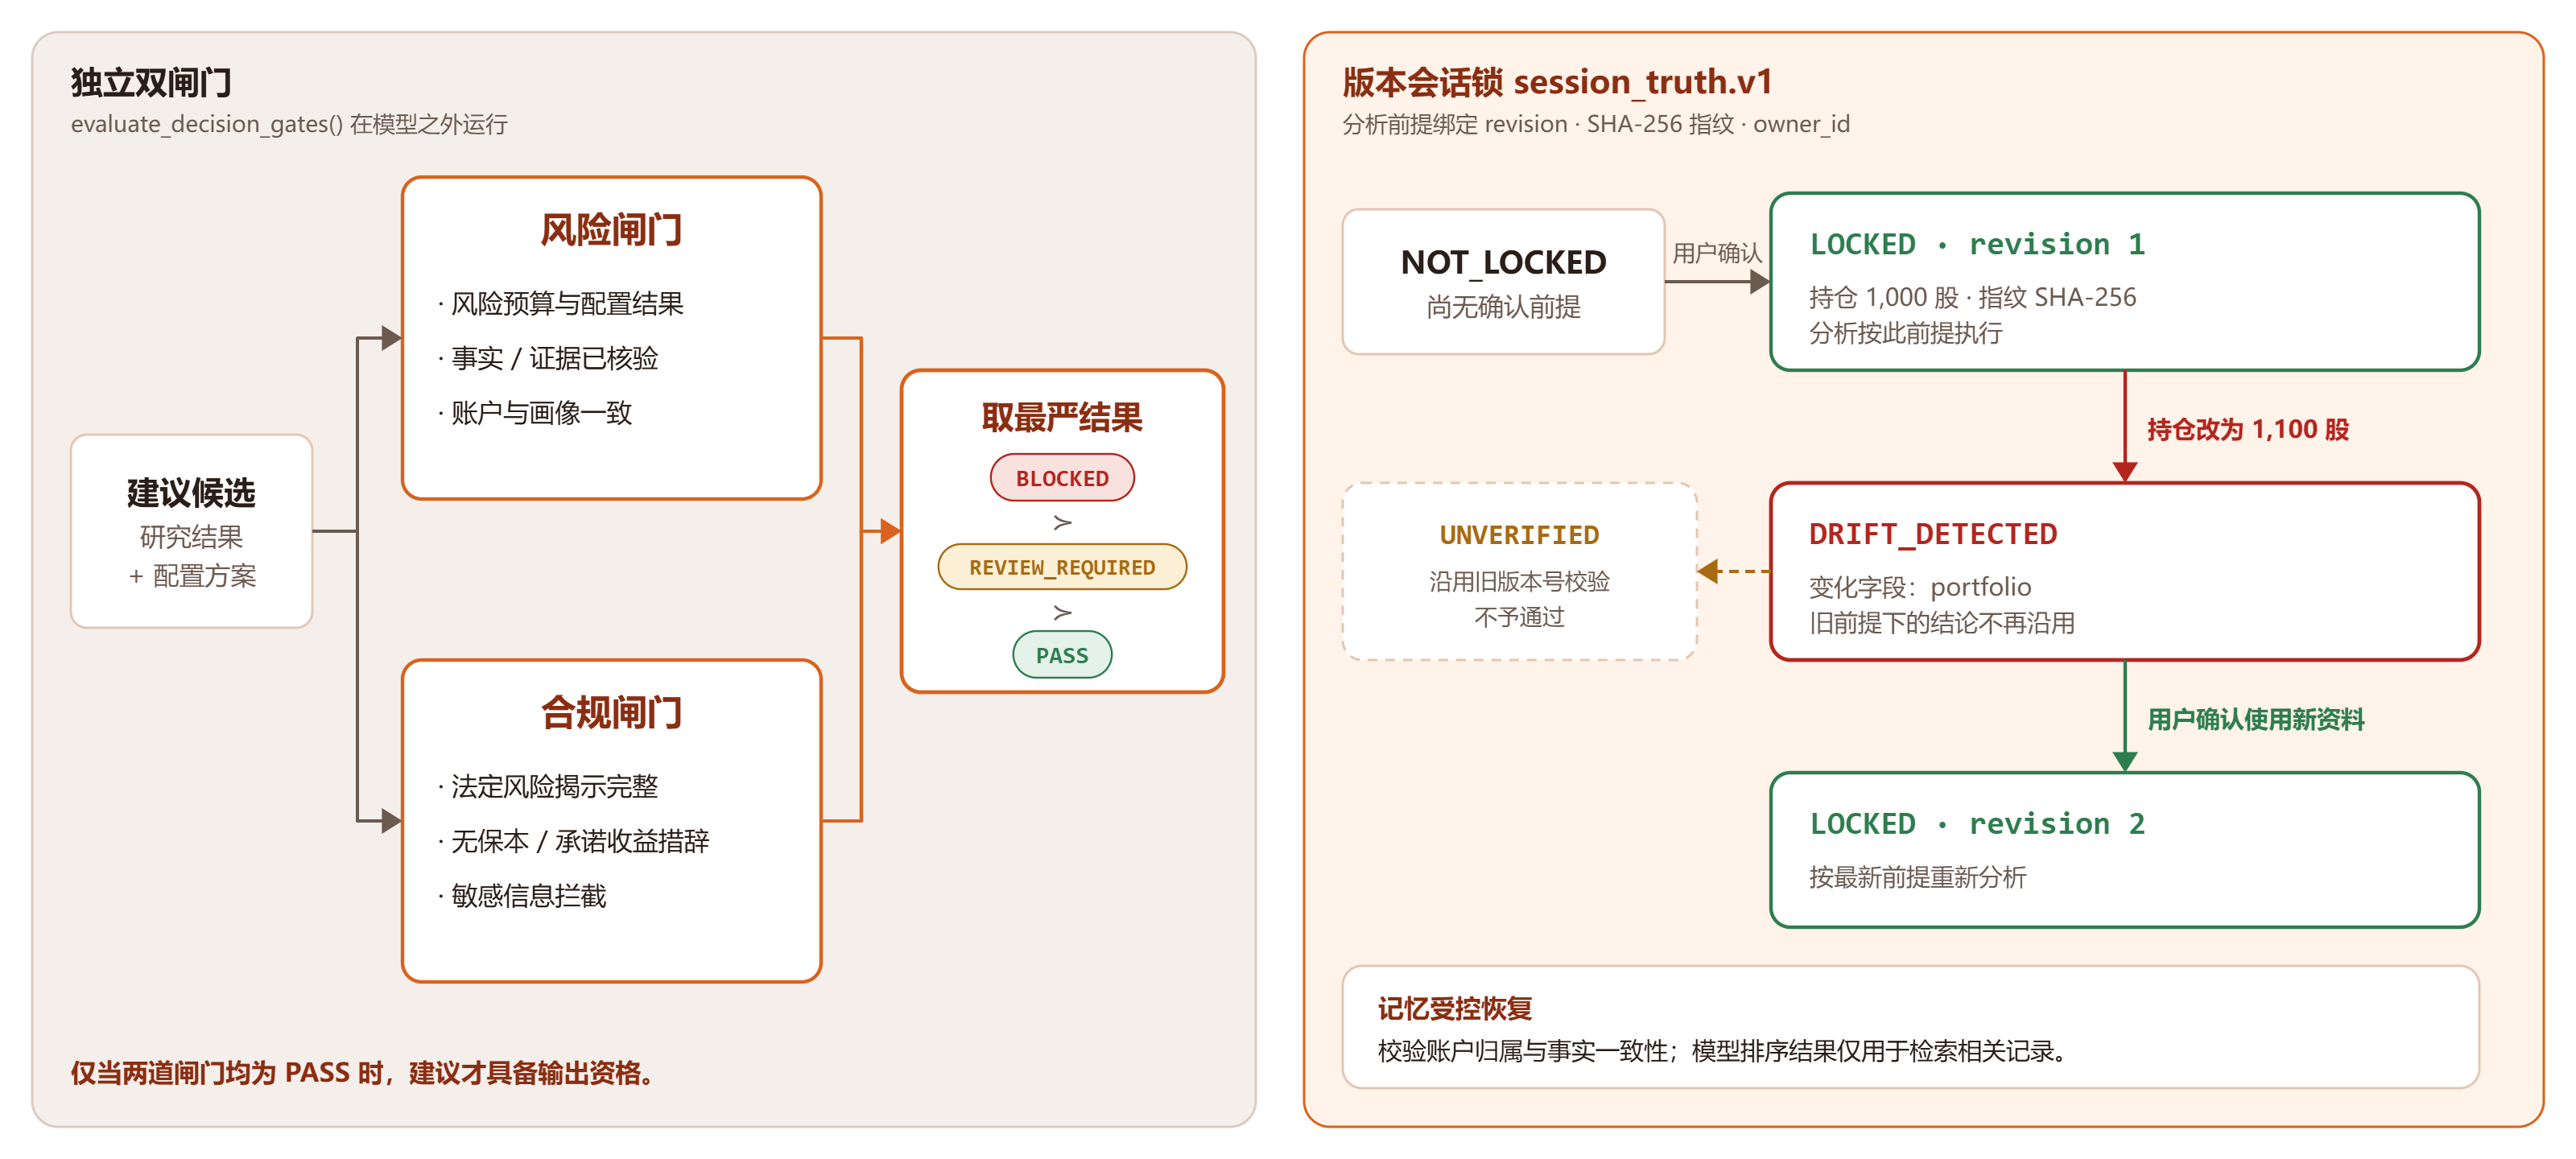 独立双闸门
evaluate_decision_gates() 在模型之外运行
建议候选
研究结果
+ 配置方案
风险闸门
· 风险预算与配置结果
· 事实 / 证据已核验
· 账户与画像一致
合规闸门
· 法定风险揭示完整
· 无保本 / 承诺收益措辞
· 敏感信息拦截
取最严结果
BLOCKED
≻
REVIEW_REQUIRED
≻
PASS
仅当两道闸门均为 PASS 时，建议才具备输出资格。
版本会话锁 session_truth.v1
分析前提绑定 revision · SHA-256 指纹 · owner_id
NOT_LOCKED
尚无确认前提
用户确认
LOCKED · revision 1
持仓 1,000 股 · 指纹 SHA-256
分析按此前提执行
持仓改为 1,100 股
UNVERIFIED
沿用旧版本号校验
不予通过
DRIFT_DETECTED
变化字段：portfolio
旧前提下的结论不再沿用
用户确认使用新资料
LOCKED · revision 2
按最新前提重新分析
记忆受控恢复
校验账户归属与事实一致性；模型排序结果仅用于检索相关记录。